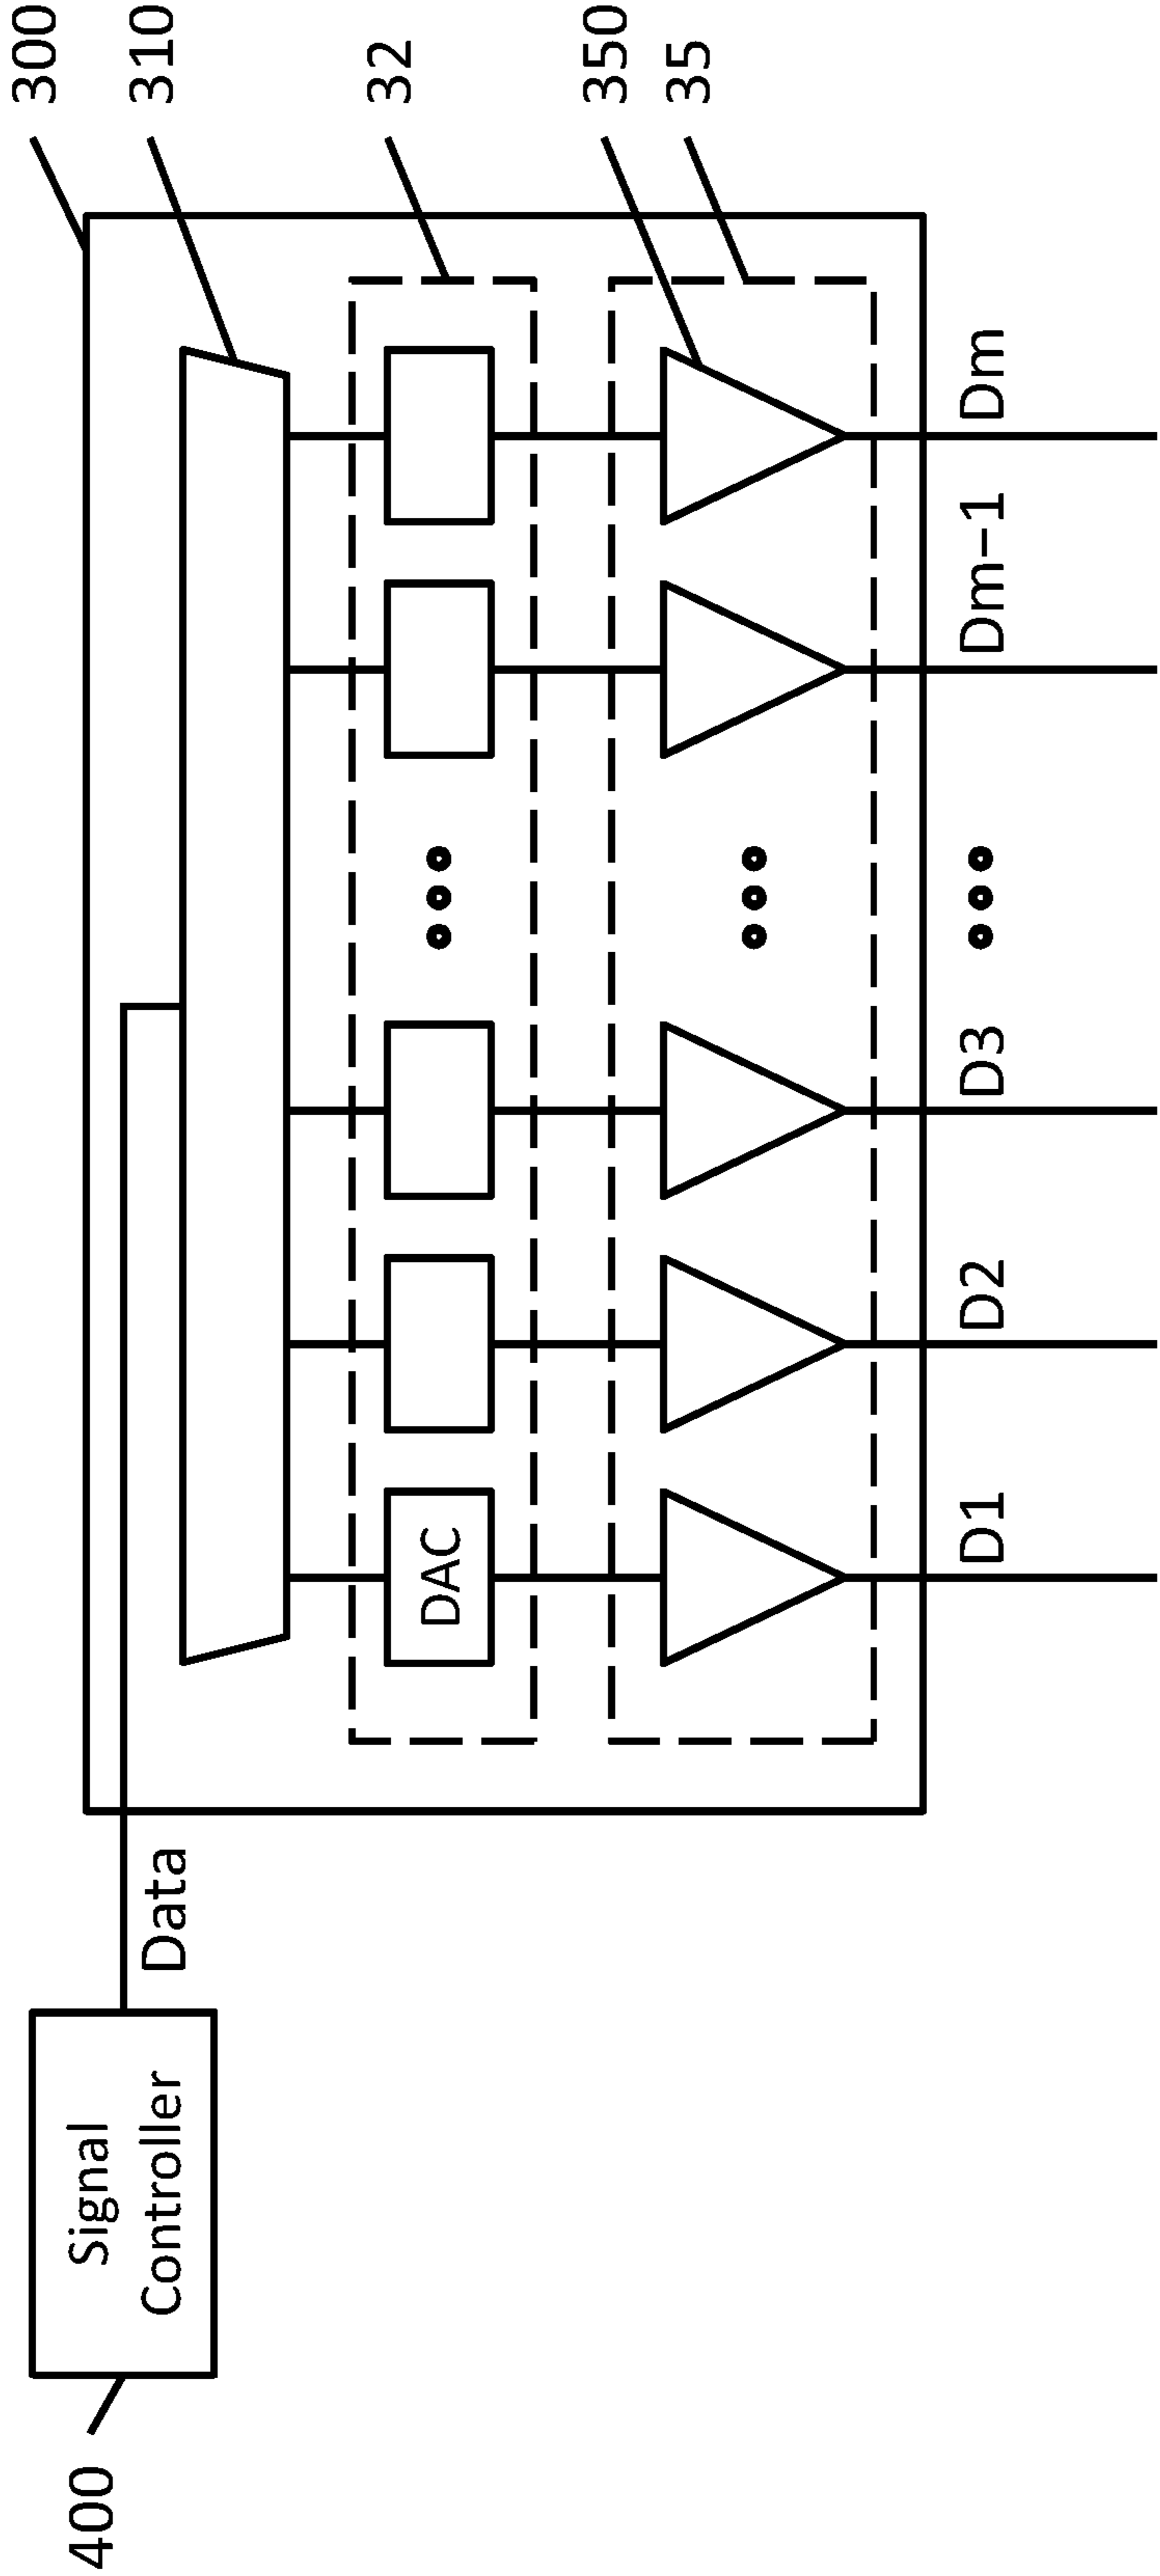 300
310
32
350
35
400
Signal
Controller
Data
DAC
D1
D2
D3
Dm−1
Dm